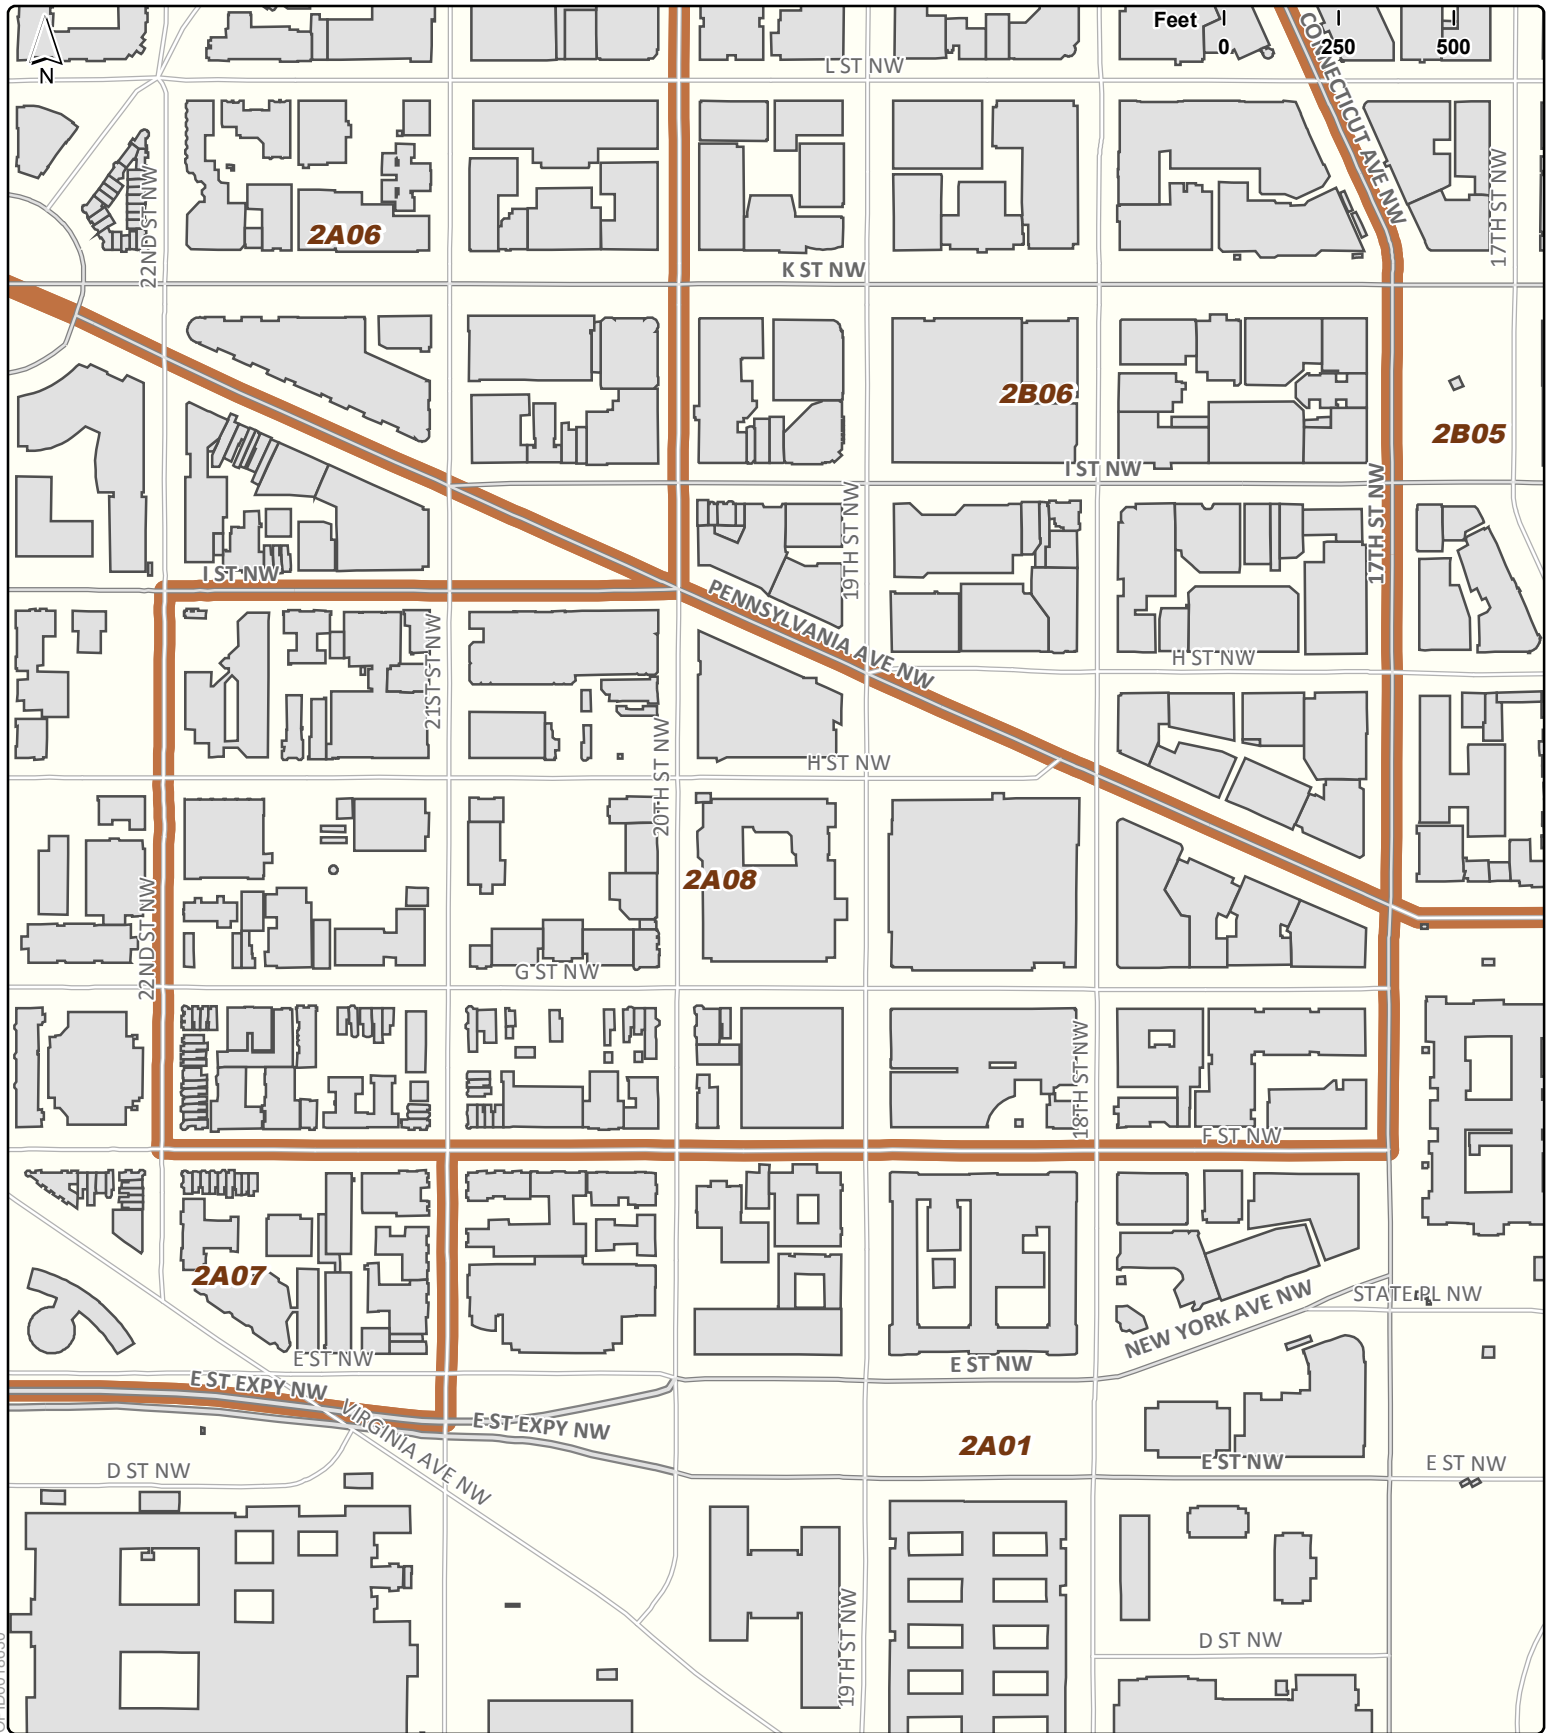 Feet
0
250
500
N
CONNECTICUT AVE NW
L ST NW
22ND ST NW
17TH ST NW
2A06
K ST NW
2B06
2B05
I ST NW
19TH ST NW
17TH ST NW
I ST NW
PENNSYLVANIA AVE NW
21ST ST NW
H ST NW
20TH ST NW
H ST NW
2A08
22ND ST NW
G ST NW
18TH ST NW
F ST NW
2A07
STATE PL NW
NEW YORK AVE NW
E ST NW
E ST NW
E ST EXPY NW
VIRGINIA AVE NW
E ST EXPY NW
2A01
E ST NW
E ST NW
D ST NW
19TH ST NW
D ST NW